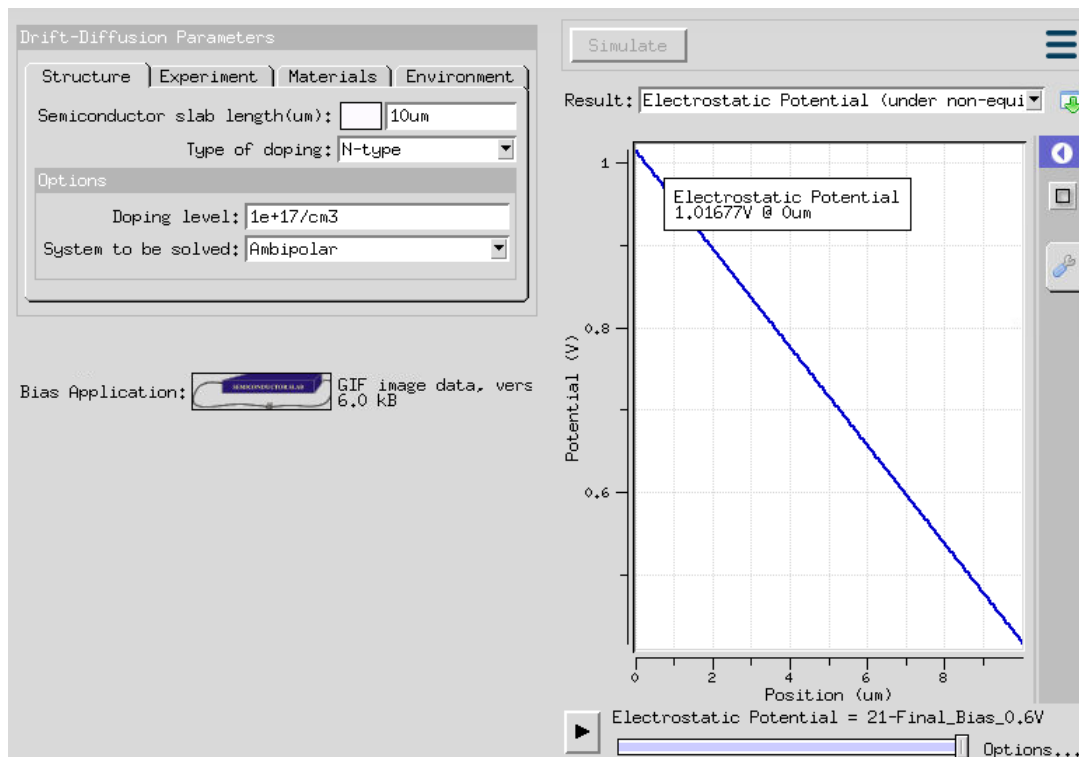 Drift-Diffusion Parameters
Structure Experiment Materials Environment
Semiconductor slab length(um): 10um
Type of doping: N-type
Options
Doping level: 1e+17/cm3
System to be solved: Ambipolar
Bias Application: SEMICONDUCTOR SLAB GIF image data, vers
6.0 kB
Simulate
Result: Electrostatic Potential (under non-equi
Electrostatic Potential
1.01677V @ 0um
1
0.8
0.6
Potential (V)
0 2 4 6 8
Position (um)
Electrostatic Potential = 21-Final_Bias_0.6V
Options...